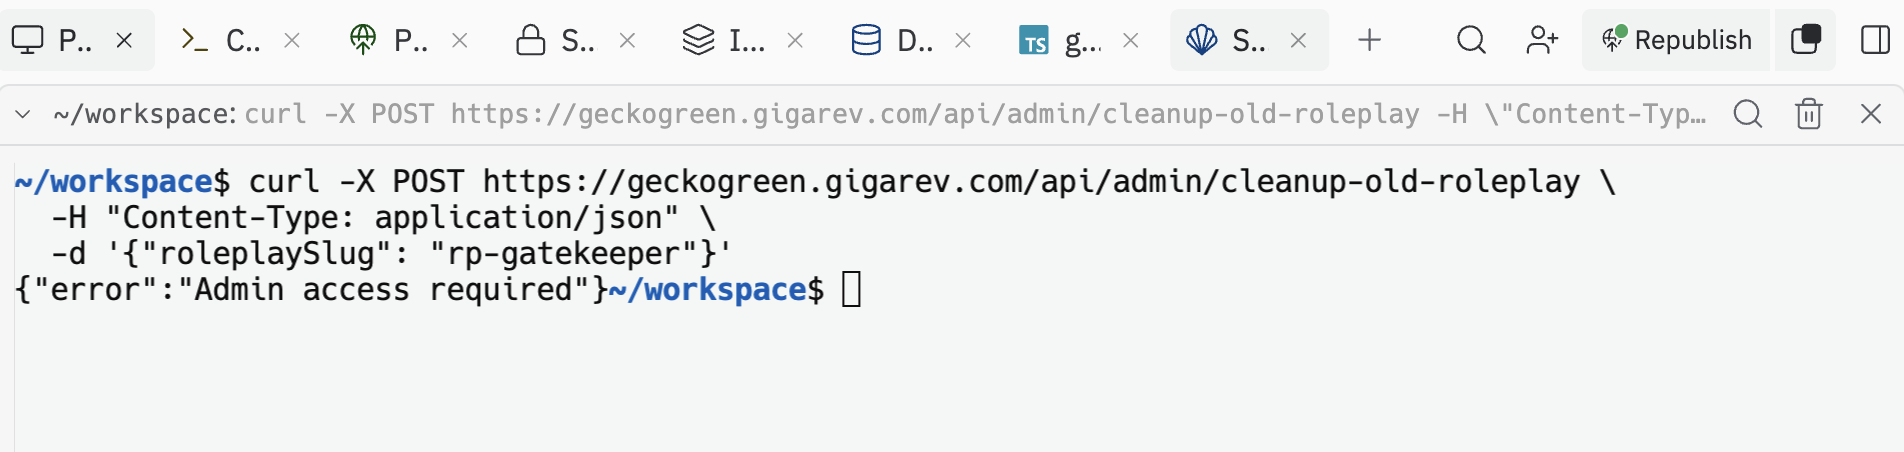 P.. C.. P.. S.. I... D.. TS g... S.. Republish
~/workspace: curl -X POST https://geckogreen.gigarev.com/api/admin/cleanup-old-roleplay -H \"Content-Typ...
~/workspace$ curl -X POST https://geckogreen.gigarev.com/api/admin/cleanup-old-roleplay \
-H "Content-Type: application/json" \
-d '{"roleplaySlug": "rp-gatekeeper"}'
{"error":"Admin access required"}~/workspace$